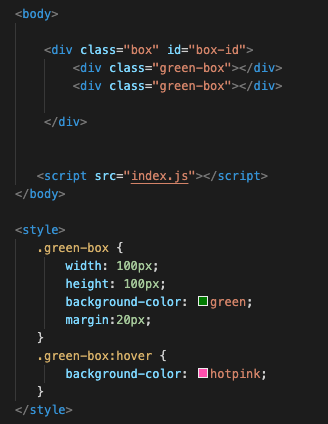 <body>
<div class="box" id="box-id">
<div class="green-box"></div>
<div class="green-box"></div>
</div>
<script src="index.js"></script>
</body>
<style>
.green-box {
width: 100px;
height: 100px;
background-color: green;
margin:20px;
}
.green-box:hover {
background-color: hotpink;
}
</style>